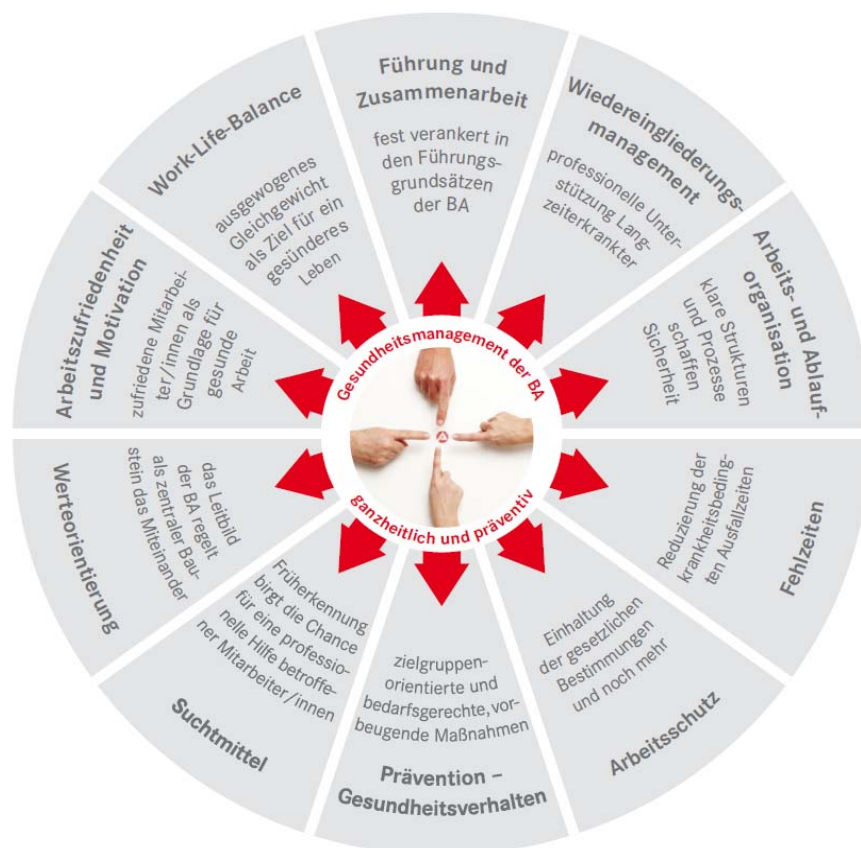 Führung und
Zusammenarbeit
fest verankert in
den Führungs-
grundsätzen
der BA
Wiedereingliederungs-
management
professionelle Unter-
stützung Lang-
zeiterkrankter
Arbeits- und Ablauf-
organisation
klare Strukturen
und Prozesse
schaffen
Sicherheit
Fehlzeiten
Reduzierung der
krankheitsbeding-
ten Ausfallzeiten
Arbeitsschutz
Einhaltung
der gesetzlichen
Bestimmungen
und noch mehr
zielgruppen-
orientierte und
bedarfsgerechte, vor-
beugende Maßnahmen
Prävention –
Gesundheitsverhalten
Suchtmittel
Früherkennung
birgt die Chance
für eine professio-
nelle Hilfe betroffe-
ner Mitarbeiter/innen
Werteorientierung
das Leitbild
der BA regelt
als zentraler Bau-
stein das Miteinander
Arbeitszufriedenheit
und Motivation
zufriedene Mitarbei-
ter/innen als
Grundlage für
gesunde
Arbeit
Work-Life-Balance
ausgewogenes
Gleichgewicht
als Ziel für ein
gesünderes
Leben
Gesundheitsmanagement der BA
ganzheitlich und präventiv